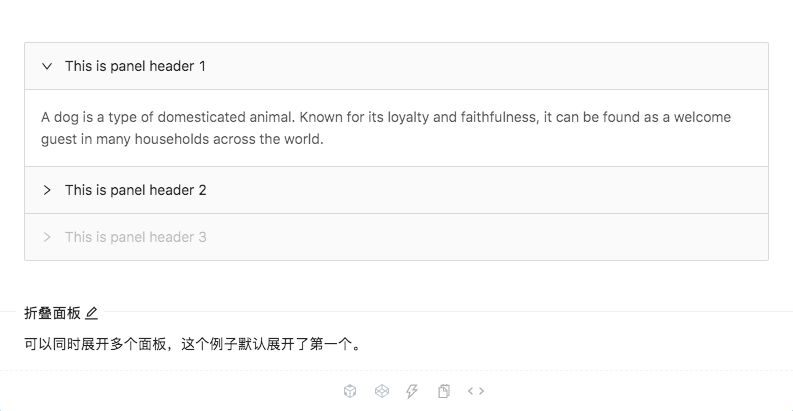 This is panel header 1
A dog is a type of domesticated animal. Known for its loyalty and faithfulness, it can be found as a welcome
guest in many households across the world.
This is panel header 2
This is panel header 3
折叠面板
可以同时展开多个面板，这个例子默认展开了第一个。